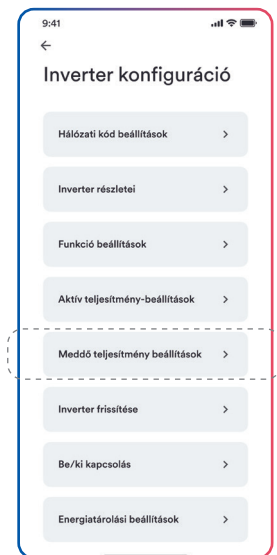 9:41
Inverter konfiguráció
Hálózati kód beállítások
Inverter részletei
Funkció beállítások
Aktív teljesítmény-beállítások
Meddő teljesítmény beállítások
Inverter frissítése
Be/ki kapcsolás
Energiatárolási beállítások